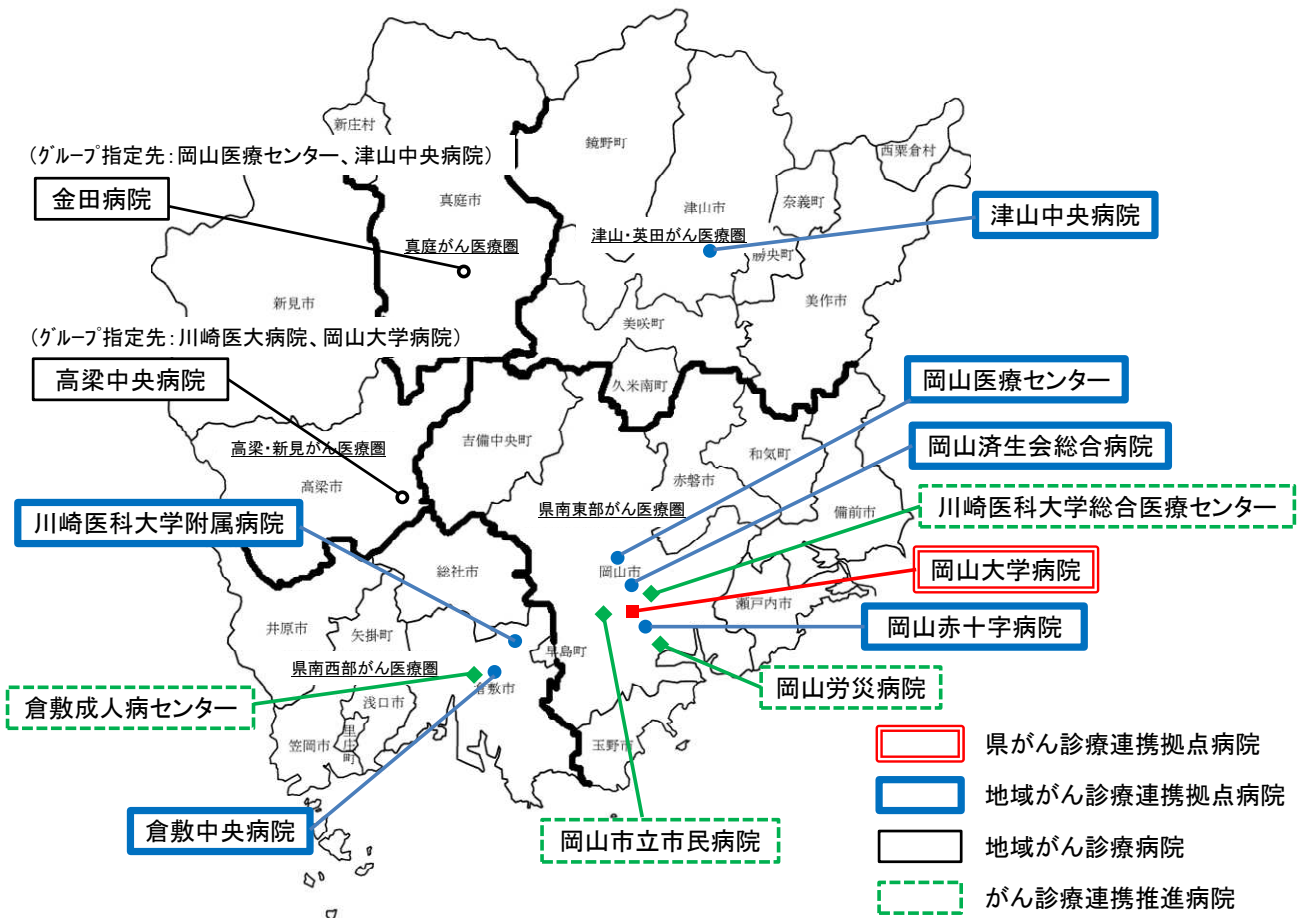 新庄村
鏡野町
西粟倉村
(グループ指定先:岡山医療センター、津山中央病院)
金田病院
真庭市
津山市
奈義町
津山中央病院
真庭がん医療圏
津山・英田がん医療圏
勝央町
新見市
美作市
美咲町
(グループ指定先:川崎医大病院、岡山大学病院)
高梁中央病院
久米南町
岡山医療センター
吉備中央町
和気町
岡山済生会総合病院
高梁・新見がん医療圏
赤磐市
高梁市
県南東部がん医療圏
備前市
川崎医科大学総合医療センター
川崎医科大学附属病院
総社市
岡山市
岡山大学病院
瀬戸内市
井原市
矢掛町
早島町
岡山赤十字病院
県南西部がん医療圏
倉敷市
岡山労災病院
倉敷成人病センター
浅口市
里庄町
笠岡市
玉野市
県がん診療連携拠点病院
地域がん診療連携拠点病院
倉敷中央病院
岡山市立市民病院
地域がん診療病院
がん診療連携推進病院